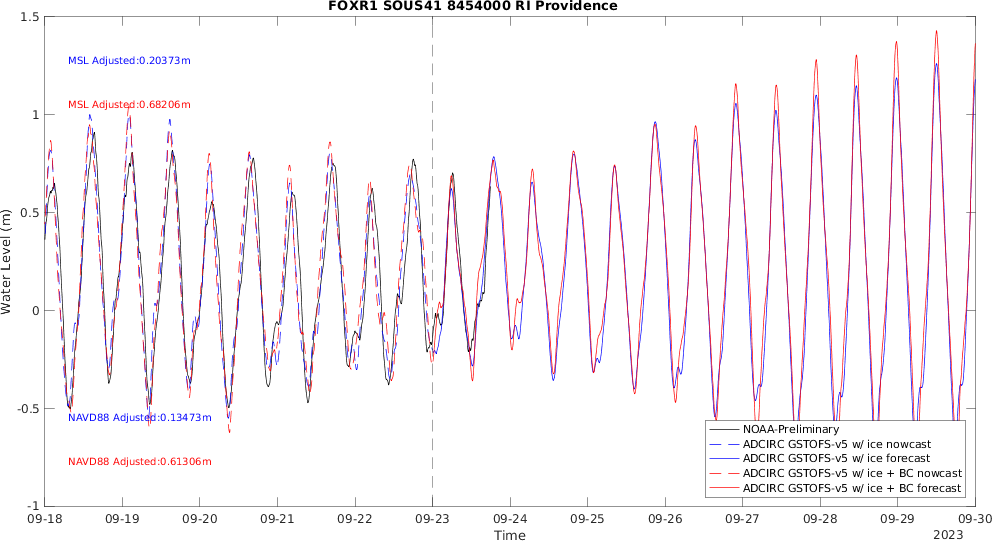 FOXR1 SOUS41 8454000 RI Providence
1.5
MSL Adjusted:0.20373m
MSL Adjusted:0.68206m
1
0.5
Water Level (m)
0
-0.5
NAVD88 Adjusted:0.13473m
NAVD88 Adjusted:0.61306m
NOAA-Preliminary
ADCIRC GSTOFS-v5 w/ ice nowcast
ADCIRC GSTOFS-v5 w/ ice forecast
ADCIRC GSTOFS-v5 w/ ice + BC nowcast
ADCIRC GSTOFS-v5 w/ ice + BC forecast
-1
09-18 09-19 09-20 09-21 09-22 09-23 09-24 09-25 09-26 09-27 09-28 09-29 09-30
Time
2023